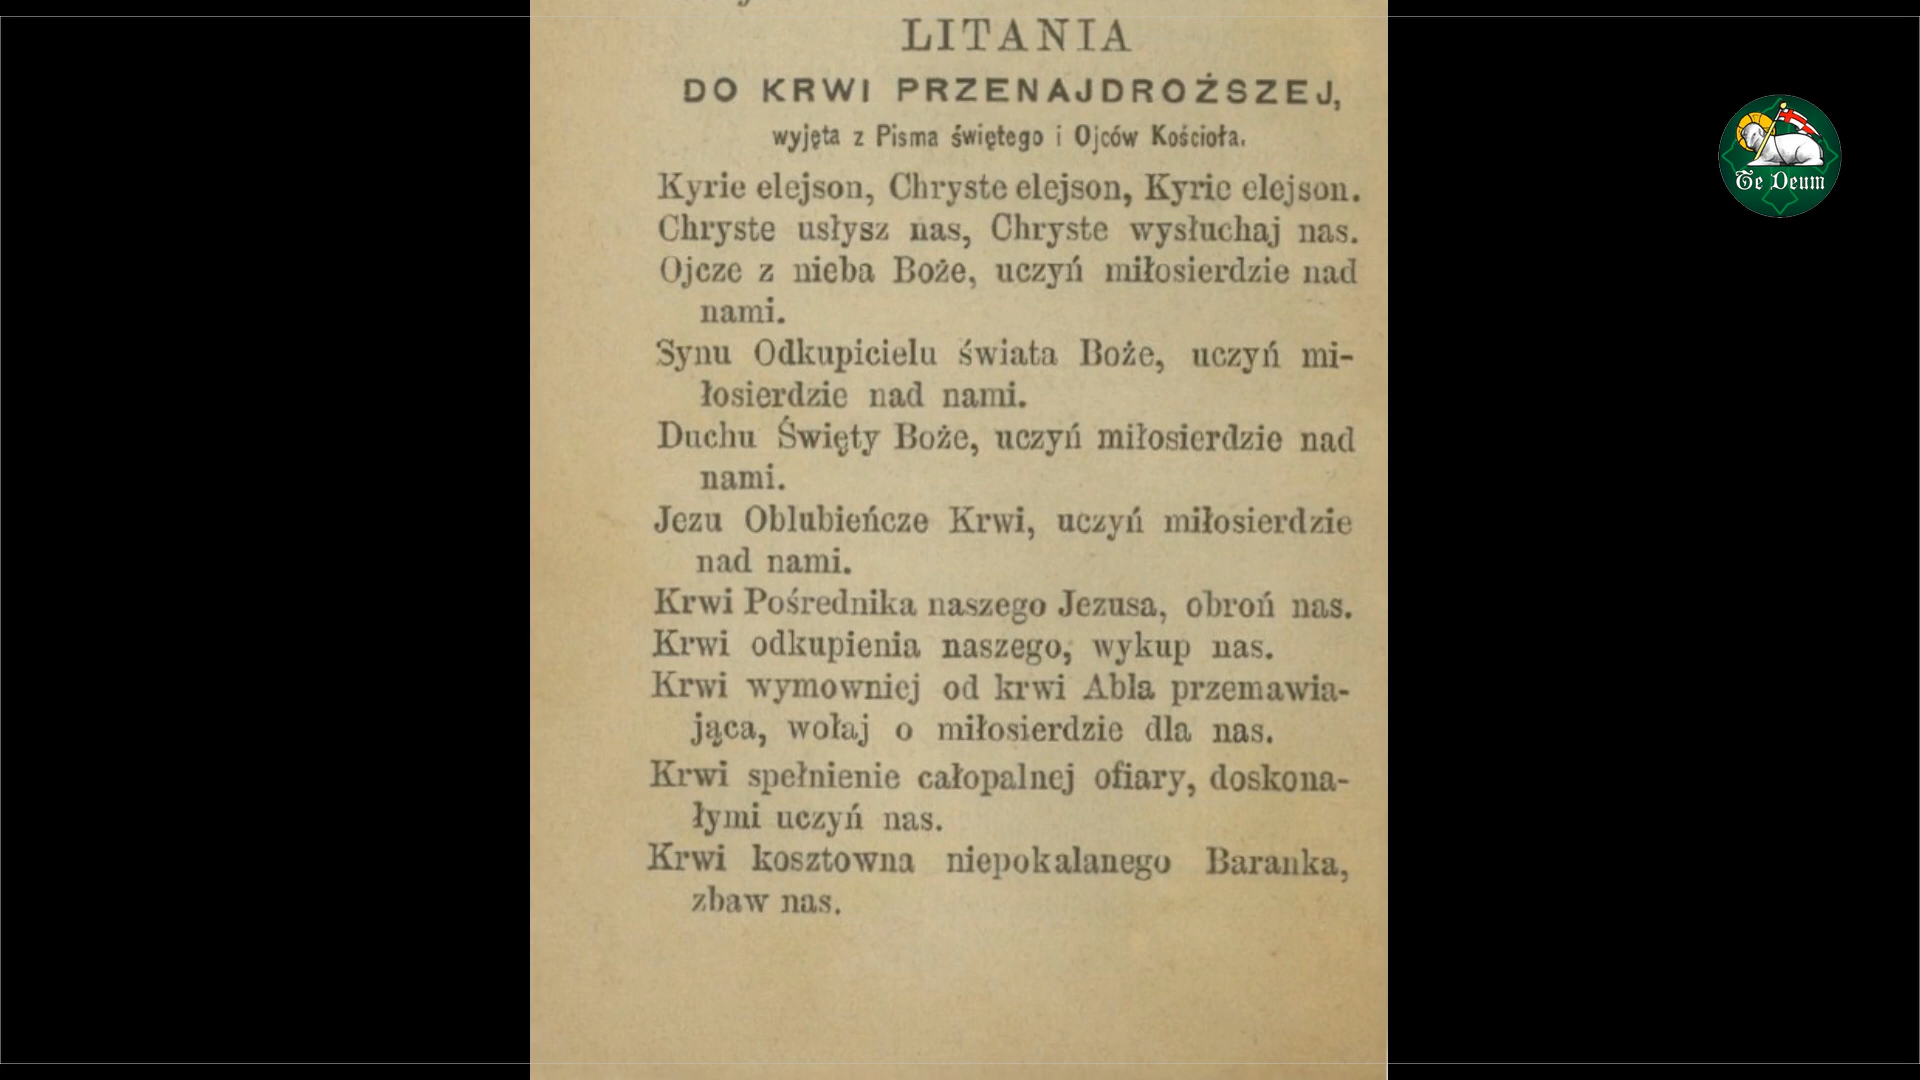 LITANIA
DO KRWI PRZENAJDROŻSZEJ,
wyjęta z Pisma świętego i Ojców Kościoła.
Kyrie elejson, Chryste elejson, Kyrie elejson.
Chryste usłysz nas, Chryste wysłuchaj nas.
Ojcze z nieba Boże, uczyń miłosierdzie nad
nami.
Synu Odkupicielu świata Boże, uczyń mi-
łosierdzie nad nami.
Duchu Święty Boże, uczyń miłosierdzie nad
nami.
Jezu Oblubieńcze Krwi, uczyń miłosierdzie
nad nami.
Krwi Pośrednika naszego Jezusa, obroń nas.
Krwi odkupienia naszego, wykup nas.
Krwi wymowniej od krwi Abla przemawia-
jąca, wołaj o miłosierdzie dla nas.
Krwi spełnienie całopalnej ofiary, doskona-
łymi uczyń nas.
Krwi kosztowna niepokalanego Baranka,
zbaw nas.
Te Deum